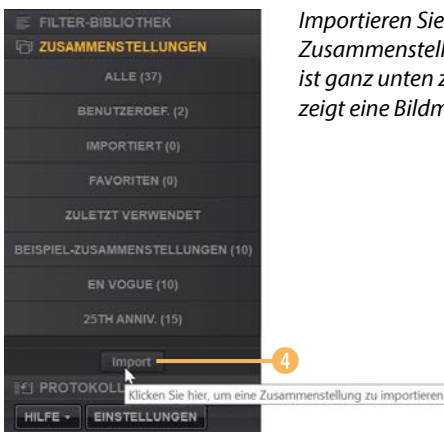 FILTER-BIBLIOTHEK
ZUSAMMENSTELLUNGEN
ALLE (37)
BENUTZERDEF. (2)
IMPORTIERT (0)
FAVORITEN (0)
ZULETZT VERWENDET
BEISPIEL-ZUSAMMENSTELLUNGEN (10)
EN VOGUE (10)
25TH ANNIV. (15)
Import
4
PROTOKOLL
Klicken Sie hier, um eine Zusammenstellung zu importieren
HILFE
EINSTELLUNGEN
Importieren Sie
Zusammenstell
ist ganz unten z
zeigt eine Bildm